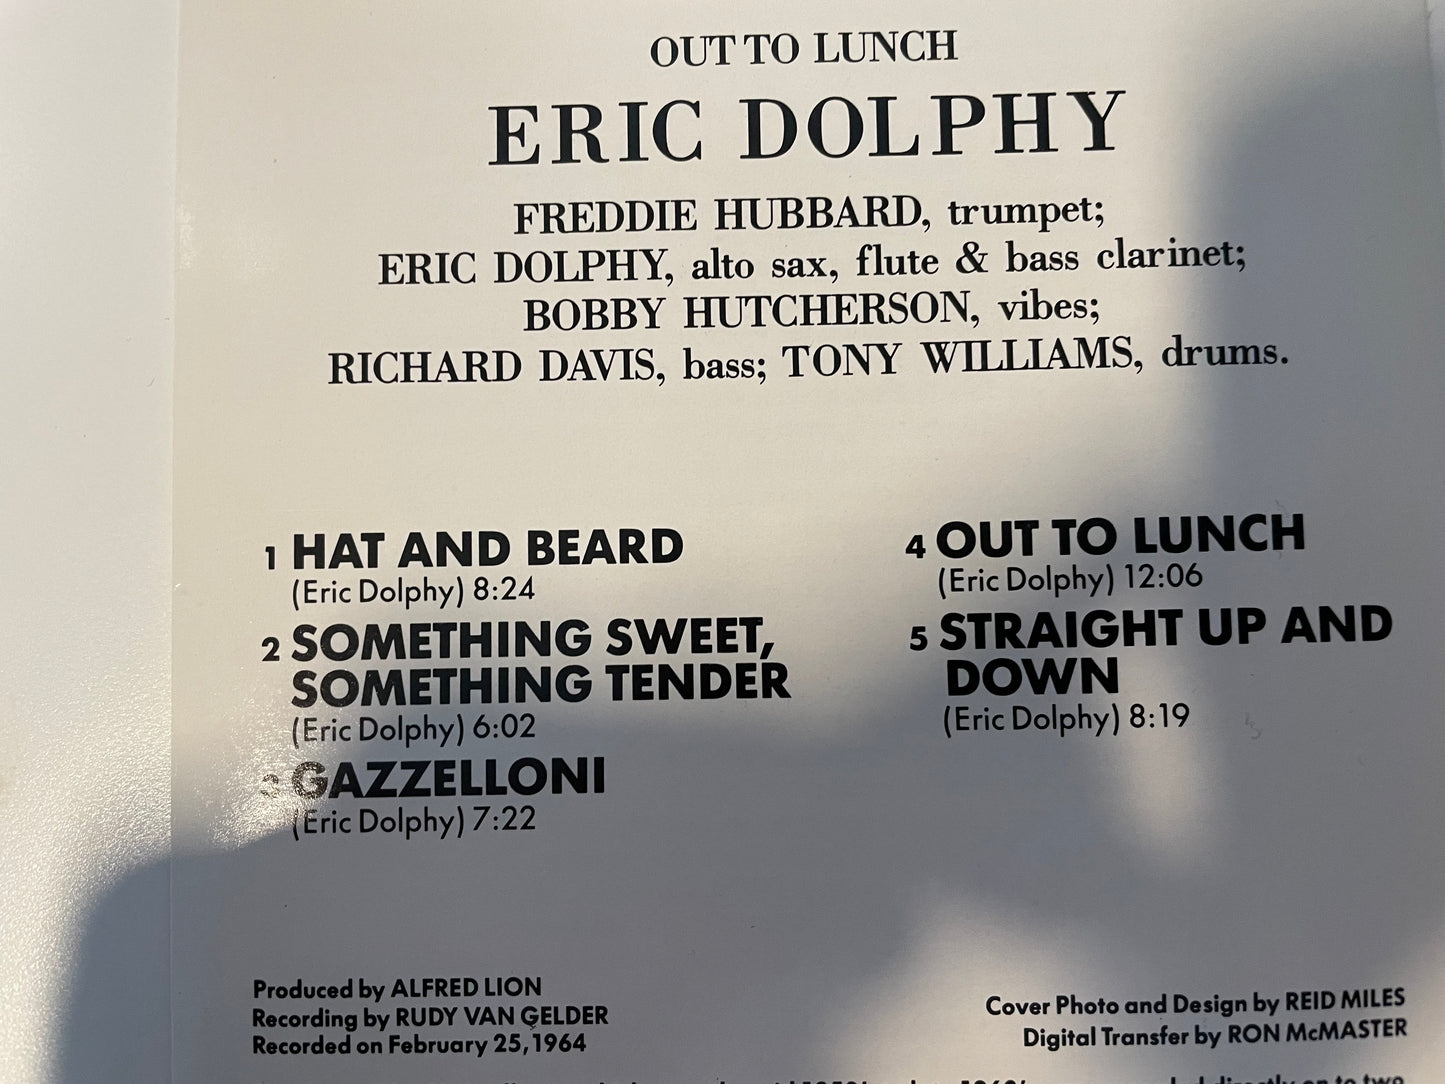 OUT TO LUNCH
ERIC DOLPHY
FREDDIE HUBBARD, trumpet;
ERIC DOLPHY, alto sax, flute & bass clarinet;
BOBBY HUTCHERSON, vibes;
RICHARD DAVIS, bass; TONY WILLIAMS, drums.
1 HAT AND BEARD
(Eric Dolphy) 8:24
2 SOMETHING SWEET,
SOMETHING TENDER
(Eric Dolphy) 6:02
3 GAZZELLONI
(Eric Dolphy) 7:22
4 OUT TO LUNCH
(Eric Dolphy) 12:06
5 STRAIGHT UP AND
DOWN
(Eric Dolphy) 8:19
Produced by ALFRED LION
Recording by RUDY VAN GELDER
Recorded on February 25, 1964
Cover Photo and Design by REID MILES
Digital Transfer by RON McMASTER